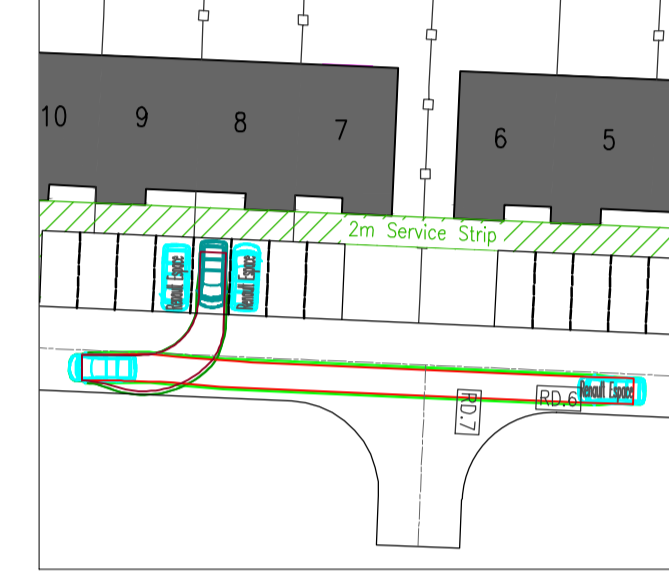 10
9
8
7
6
5
2m Service Strip
Renault Espace
Renault Espace
Renault Espace
RD.6
RD.7